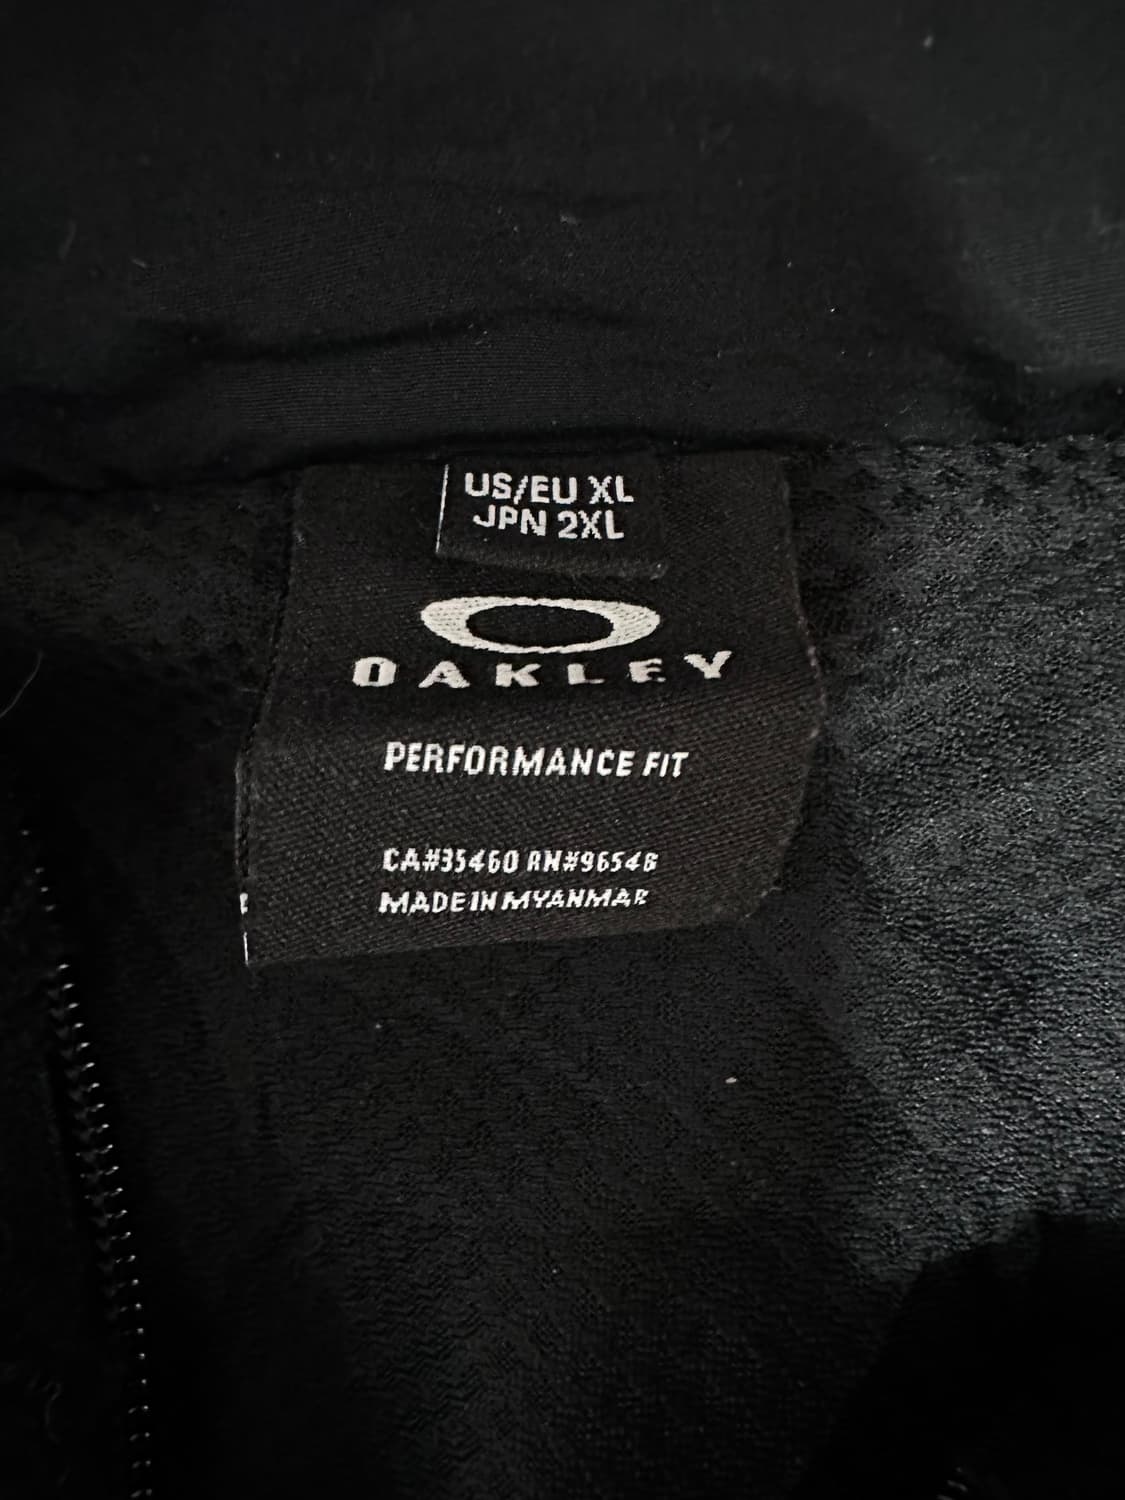 US/EU XL
JPN 2XL
OAKLEY
PERFORMANCE FIT
CA#35460 RN#96548
MADE IN MYANMAR